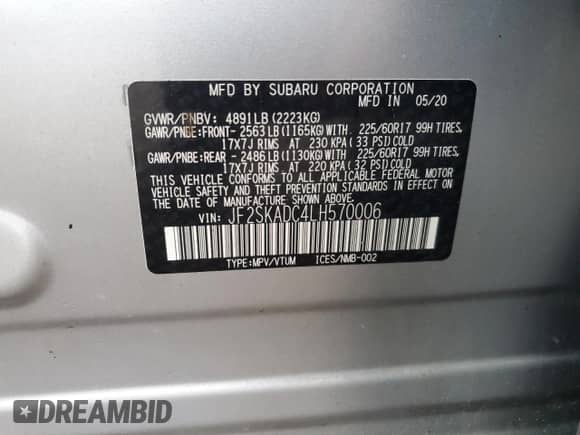 MFD BY SUBARU CORPORATION
MFD IN 05/20
GVWR/PNBV: 4891LB(2223KG)
GAWR/PNBE:FRONT- 2563LB(1165KG)WITH 225/60R17 99H TIRES,
17X7J RIMS AT 230 KPA( 33 PSI)COLD
GAWR/PNBE:REAR - 2486LB(1130KG)WITH 225/60R17 99H TIRES,
17X7J RIMS AT 220 KPA( 32 PSI)COLD
THIS VEHICLE CONFORMS TO ALL APPLICABLE FEDERAL MOTOR
VEHICLE SAFETY AND THEFT PREVENTION STANDARDS IN EFFECT ON
THE DATE OF MANUFACTURE SHOWN ABOVE.
VIN: JF2SKADC4LH570006
TYPE:MPV/VTUM ICES/NMB-002
DREAMBID